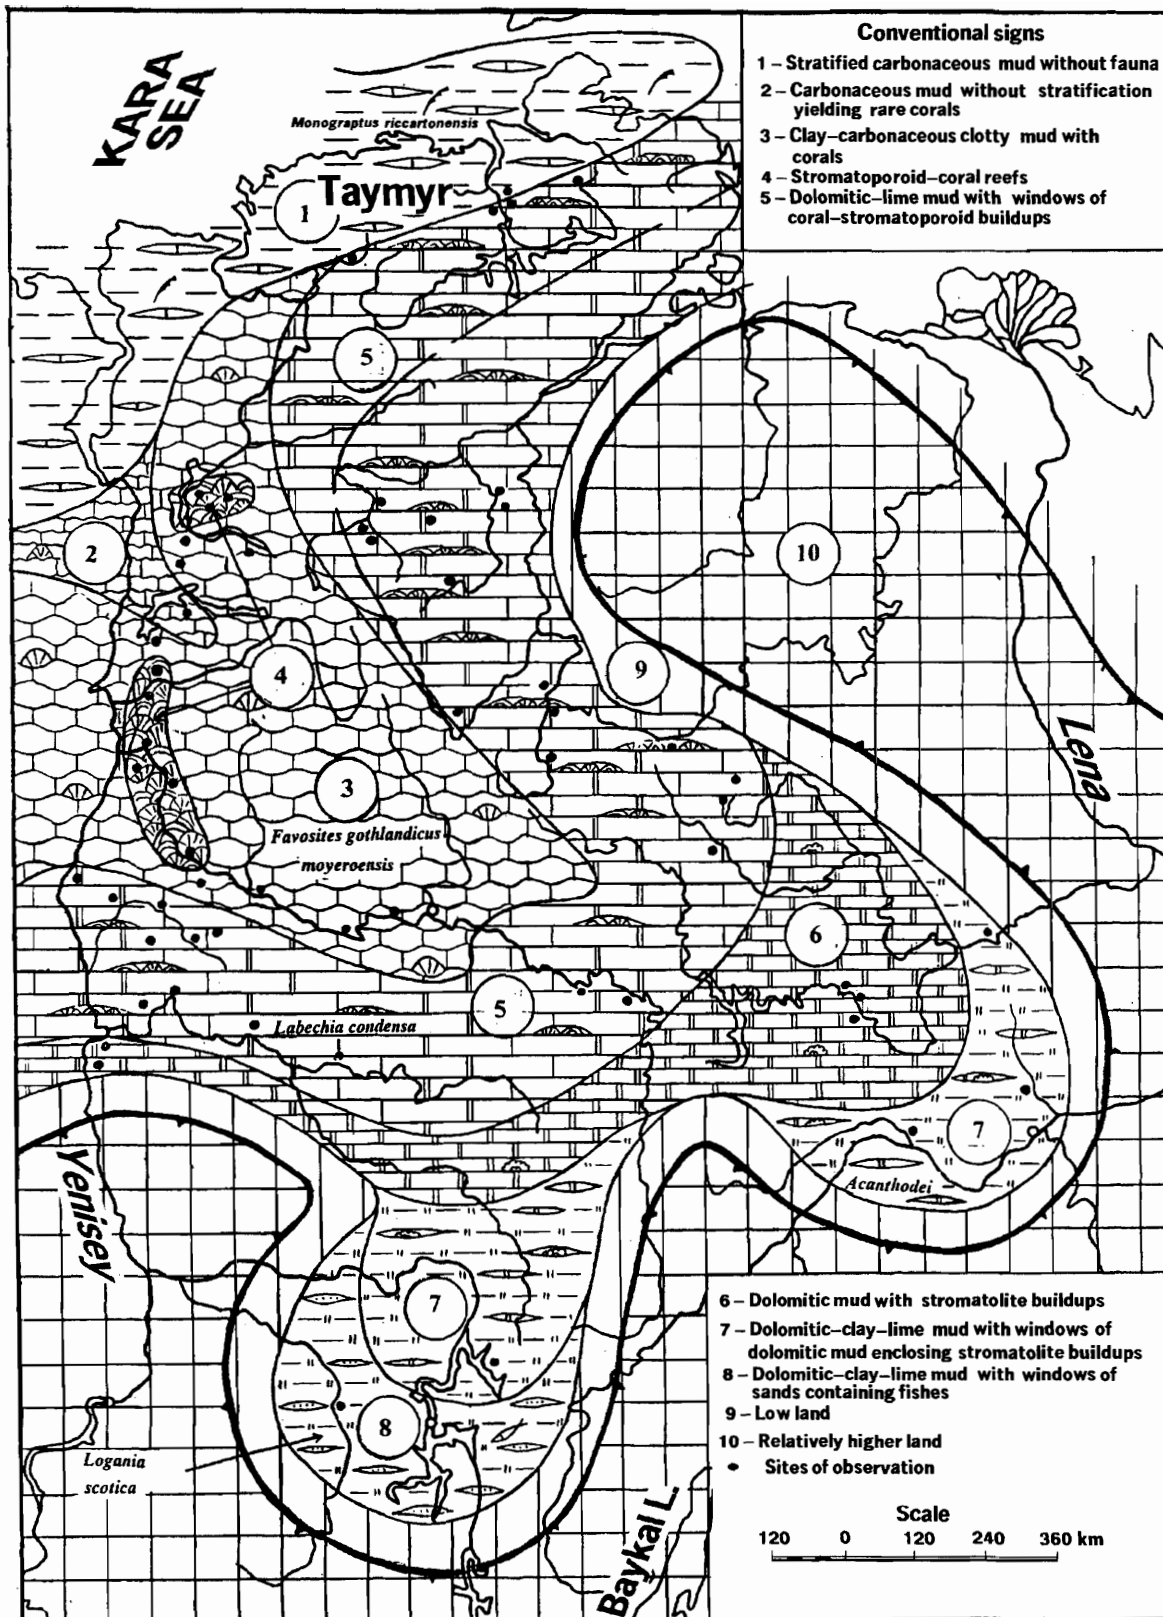 Conventional signs
1 – Stratified carbonaceous mud without fauna
2 – Carbonaceous mud without stratification
yielding rare corals
3 – Clay–carbonaceous clotty mud with
corals
4 – Stromatoporoid–coral reefs
5 – Dolomitic–lime mud with windows of
coral–stromatoporoid buildups
KARA
SEA
Monograptus riccartonensis
Taymyr
1
5
2
10
9
4
Lena
3
Favosites gothlandicus
moyeroensis
6
5
Labechia condensa
7
Acanthodei
Yenisey
7
8
Logania
scotica
Baykal L.
6 – Dolomitic mud with stromatolite buildups
7 – Dolomitic–clay–lime mud with windows of
dolomitic mud enclosing stromatolite buildups
8 – Dolomitic–clay–lime mud with windows of
sands containing fishes
9 – Low land
10 – Relatively higher land
• Sites of observation
Scale
120 0 120 240 360 km